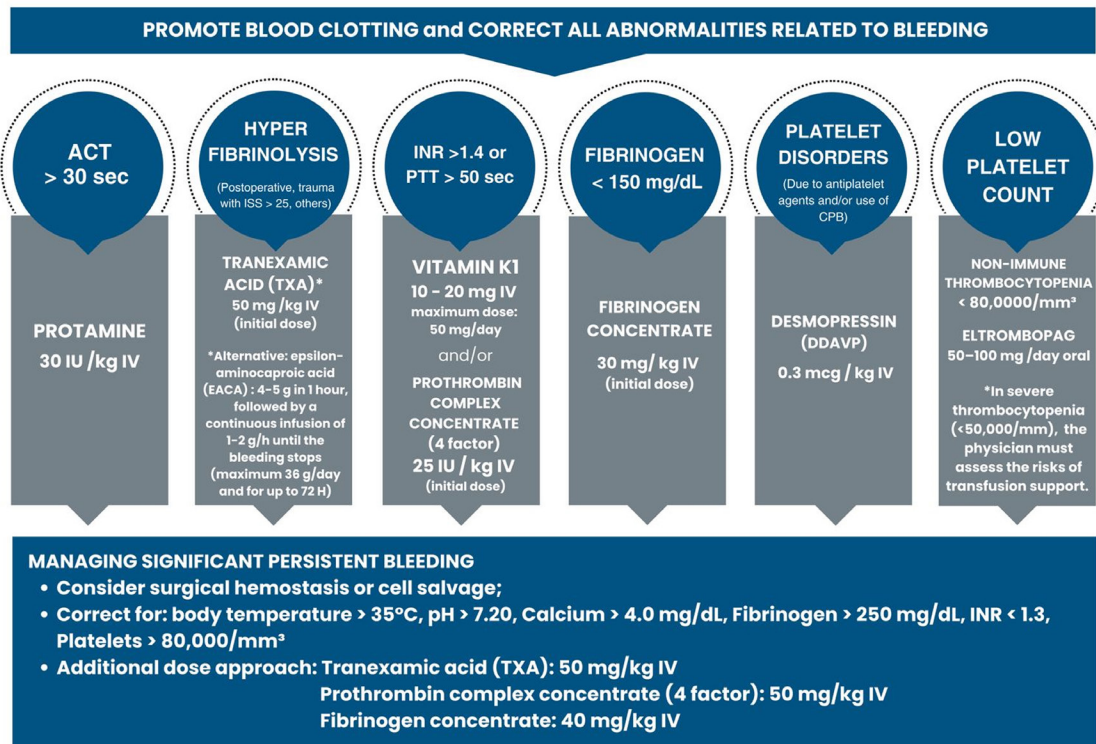 PROMOTE BLOOD CLOTTING and CORRECT ALL ABNORMALITIES RELATED TO BLEEDING
ACT
> 30 sec
PROTAMINE
30 IU /kg IV
HYPER
FIBRINOLYSIS
(Postoperative, trauma
with ISS > 25, others)
TRANEXAMIC
ACID (TXA)*
50 mg /kg IV
(initial dose)
*Alternative: epsilon-
aminocaproic acid
(EACA) : 4-5 g in 1 hour,
followed by a
continuous infusion of
1-2 g/h until the
bleeding stops
(maximum 36 g/day
and for up to 72 H)
INR >1.4 or
PTT > 50 sec
VITAMIN K1
10 - 20 mg IV
maximum dose:
50 mg/day
and/or
PROTHROMBIN
COMPLEX
CONCENTRATE
(4 factor)
25 IU / kg IV
(initial dose)
FIBRINOGEN
< 150 mg/dL
FIBRINOGEN
CONCENTRATE
30 mg/ kg IV
(initial dose)
PLATELET
DISORDERS
(Due to antiplatelet
agents and/or use of
CPB)
DESMOPRESSIN
(DDAVP)
0.3 mcg / kg IV
LOW
PLATELET
COUNT
NON-IMMUNE
THROMBOCYTOPENIA
< 80,0000/mm³
ELTROMBOPAG
50–100 mg /day oral
*In severe
thrombocytopenia
(<50,000/mm), the
physician must
assess the risks of
transfusion support.
MANAGING SIGNIFICANT PERSISTENT BLEEDING
• Consider surgical hemostasis or cell salvage;
• Correct for: body temperature > 35°C, pH > 7.20, Calcium > 4.0 mg/dL, Fibrinogen > 250 mg/dL, INR < 1.3,
Platelets > 80,000/mm³
• Additional dose approach: Tranexamic acid (TXA): 50 mg/kg IV
Prothrombin complex concentrate (4 factor): 50 mg/kg IV
Fibrinogen concentrate: 40 mg/kg IV